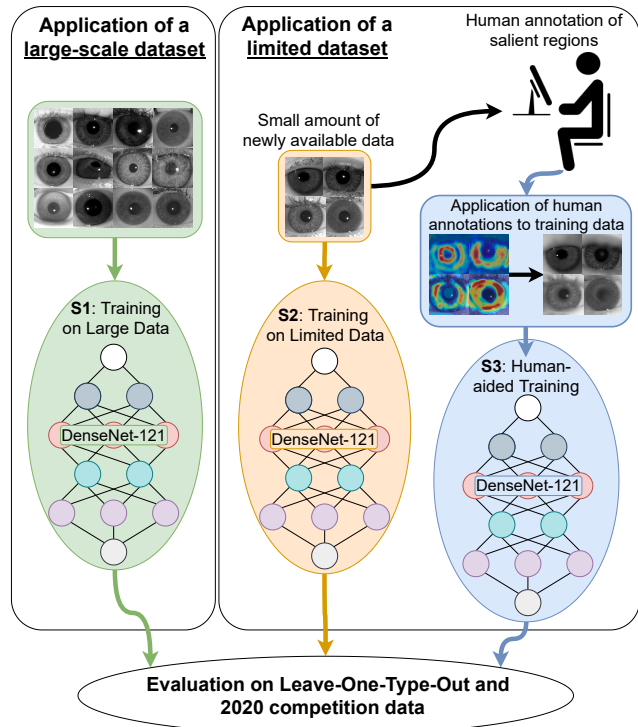 Application of a
large-scale dataset
Application of a
limited dataset
Human annotation of
salient regions
Small amount of
newly available data
Application of human
annotations to training data
S1: Training
on Large Data
DenseNet-121
S2: Training
on Limited Data
DenseNet-121
S3: Human-
aided Training
DenseNet-121
Evaluation on Leave-One-Type-Out and
2020 competition data